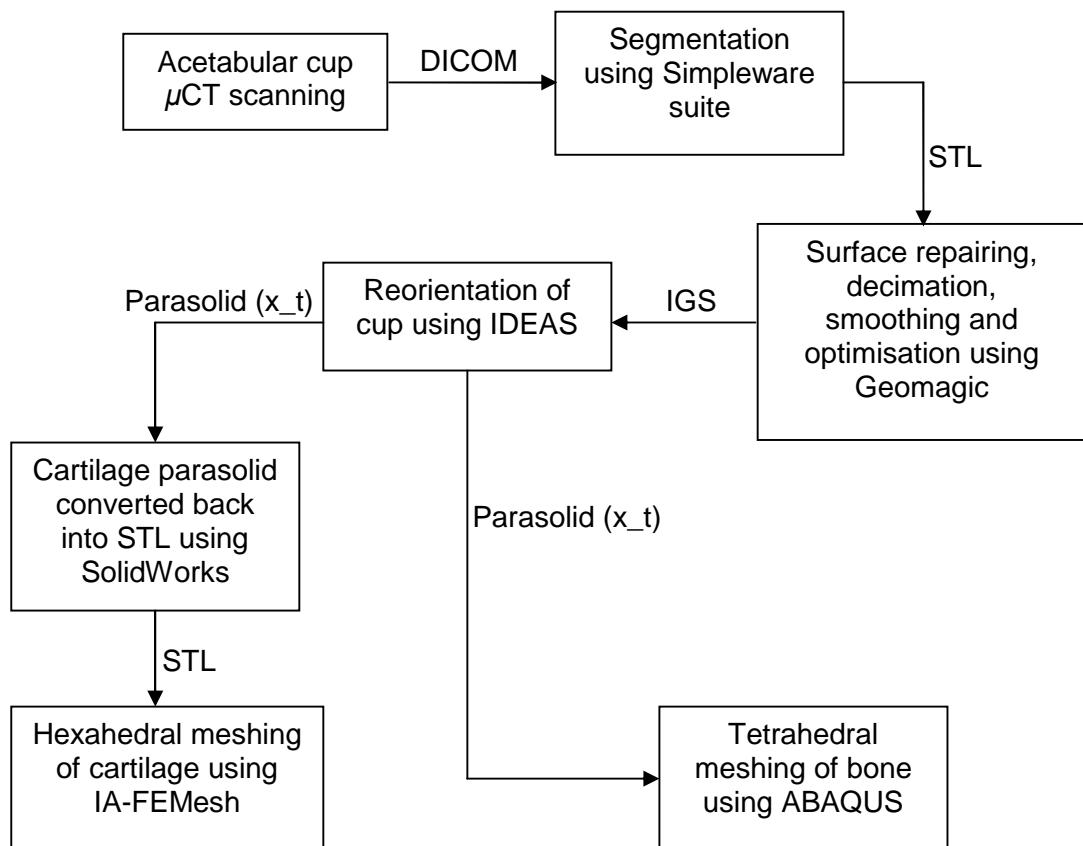 Acetabular cup
µCT scanning
DICOM
Segmentation
using Simpleware
suite
STL
Surface repairing,
decimation,
smoothing and
optimisation using
Geomagic
IGS
Reorientation of
cup using IDEAS
Parasolid (x_t)
Cartilage parasolid
converted back
into STL using
SolidWorks
STL
Hexahedral meshing
of cartilage using
IA-FEMesh
Parasolid (x_t)
Tetrahedral
meshing of bone
using ABAQUS